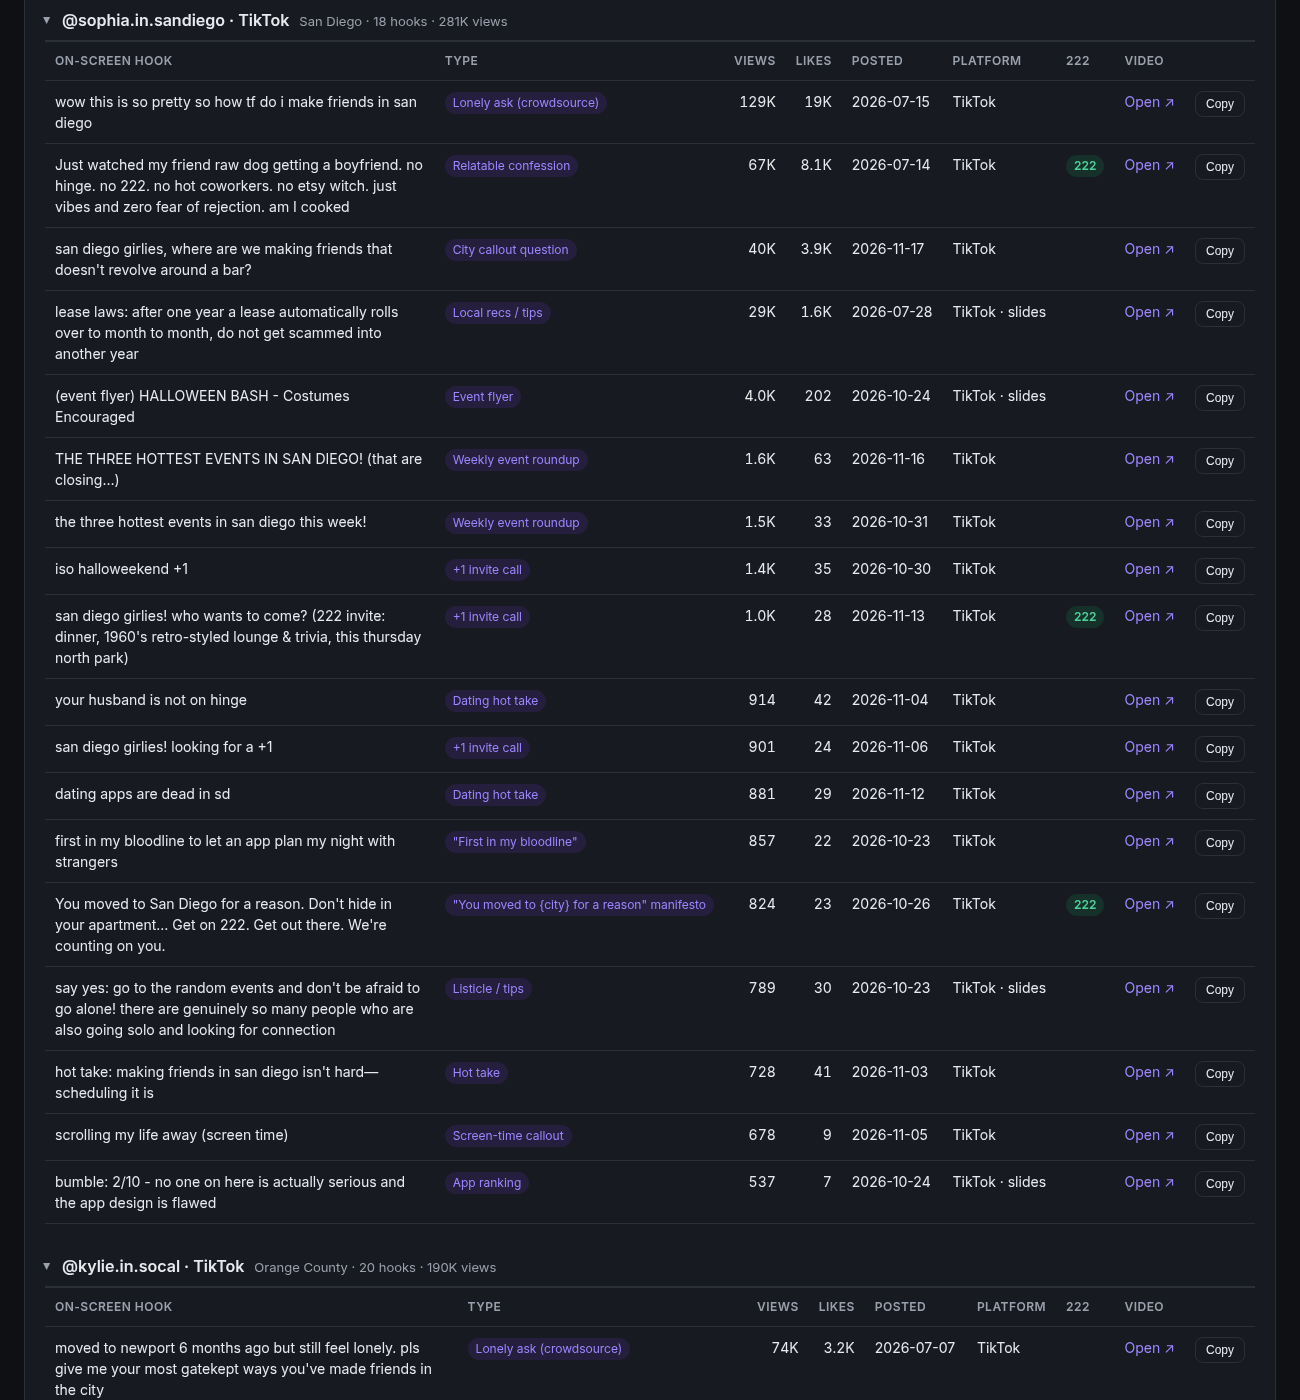 ▼ @sophia.in.sandiego · TikTok San Diego · 18 hooks · 281K views
ON-SCREEN HOOK TYPE VIEWS LIKES POSTED PLATFORM 222 VIDEO
wow this is so pretty so how tf do i make friends in san Lonely ask (crowdsource) 129K 19K 2026-07-15 TikTok Open ↗ Copy
diego
Just watched my friend raw dog getting a boyfriend. no Relatable confession 67K 8.1K 2026-07-14 TikTok 222 Open ↗ Copy
hinge. no 222. no hot coworkers. no etsy witch. just
vibes and zero fear of rejection. am I cooked
san diego girlies, where are we making friends that City callout question 40K 3.9K 2026-11-17 TikTok Open ↗ Copy
doesn't revolve around a bar?
lease laws: after one year a lease automatically rolls Local recs / tips 29K 1.6K 2026-07-28 TikTok · slides Open ↗ Copy
over to month to month, do not get scammed into
another year
(event flyer) HALLOWEEN BASH - Costumes Event flyer 4.0K 202 2026-10-24 TikTok · slides Open ↗ Copy
Encouraged
THE THREE HOTTEST EVENTS IN SAN DIEGO! (that are Weekly event roundup 1.6K 63 2026-11-16 TikTok Open ↗ Copy
closing...)
the three hottest events in san diego this week! Weekly event roundup 1.5K 33 2026-10-31 TikTok Open ↗ Copy
iso halloweekend +1 +1 invite call 1.4K 35 2026-10-30 TikTok Open ↗ Copy
san diego girlies! who wants to come? (222 invite: +1 invite call 1.0K 28 2026-11-13 TikTok 222 Open ↗ Copy
dinner, 1960's retro-styled lounge & trivia, this thursday
north park)
your husband is not on hinge Dating hot take 914 42 2026-11-04 TikTok Open ↗ Copy
san diego girlies! looking for a +1 +1 invite call 901 24 2026-11-06 TikTok Open ↗ Copy
dating apps are dead in sd Dating hot take 881 29 2026-11-12 TikTok Open ↗ Copy
first in my bloodline to let an app plan my night with "First in my bloodline" 857 22 2026-10-23 TikTok Open ↗ Copy
strangers
You moved to San Diego for a reason. Don't hide in "You moved to {city} for a reason" manifesto 824 23 2026-10-26 TikTok 222 Open ↗ Copy
your apartment... Get on 222. Get out there. We're
counting on you.
say yes: go to the random events and don't be afraid to Listicle / tips 789 30 2026-10-23 TikTok · slides Open ↗ Copy
go alone! there are genuinely so many people who are
also going solo and looking for connection
hot take: making friends in san diego isn't hard— Hot take 728 41 2026-11-03 TikTok Open ↗ Copy
scheduling it is
scrolling my life away (screen time) Screen-time callout 678 9 2026-11-05 TikTok Open ↗ Copy
bumble: 2/10 - no one on here is actually serious and App ranking 537 7 2026-10-24 TikTok · slides Open ↗ Copy
the app design is flawed
▼ @kylie.in.socal · TikTok Orange County · 20 hooks · 190K views
ON-SCREEN HOOK TYPE VIEWS LIKES POSTED PLATFORM 222 VIDEO
moved to newport 6 months ago but still feel lonely. pls Lonely ask (crowdsource) 74K 3.2K 2026-07-07 TikTok Open ↗ Copy
give me your most gatekept ways you've made friends in
the city